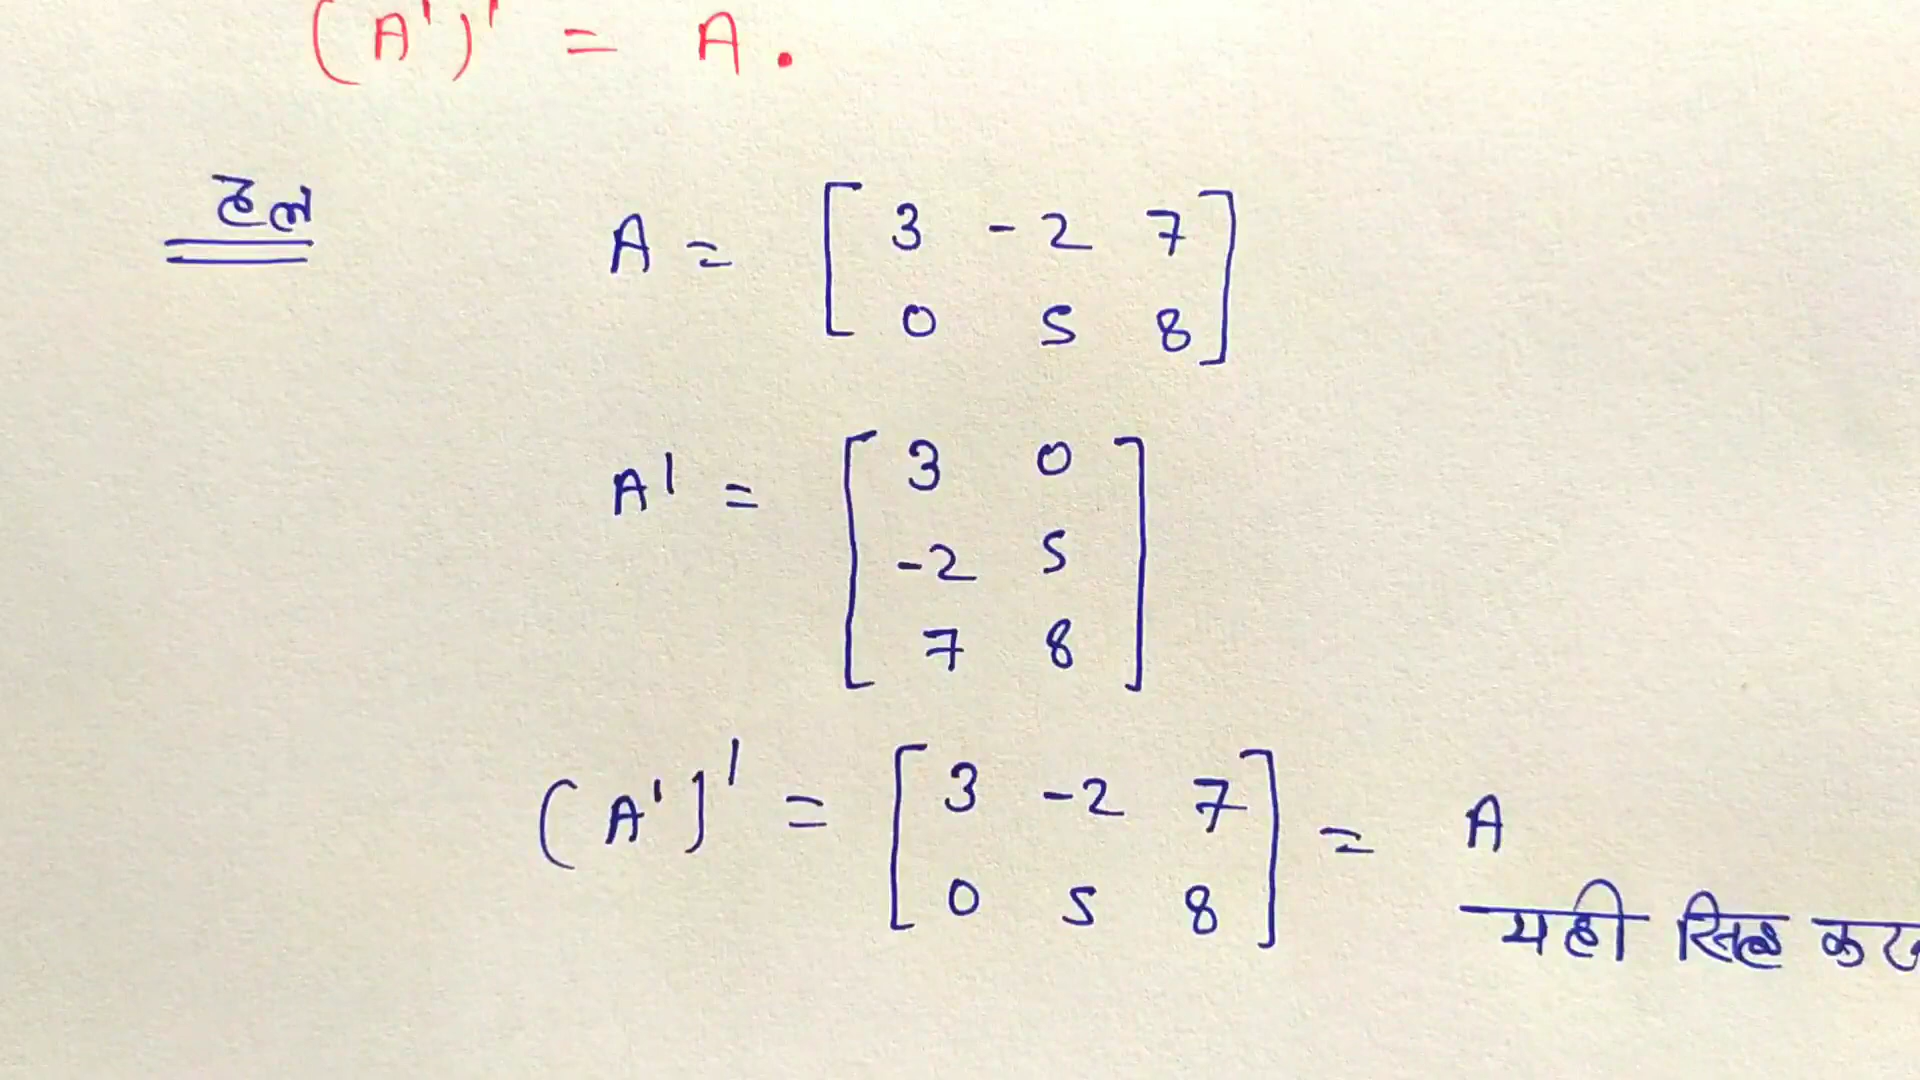 (A')' = A.
हल
A = [ 3 -2 7
0 5 8 ]
A' = [ 3 0
-2 5
7 8 ]
(A')' = [ 3 -2 7
0 5 8 ] = A
यही सिद्ध